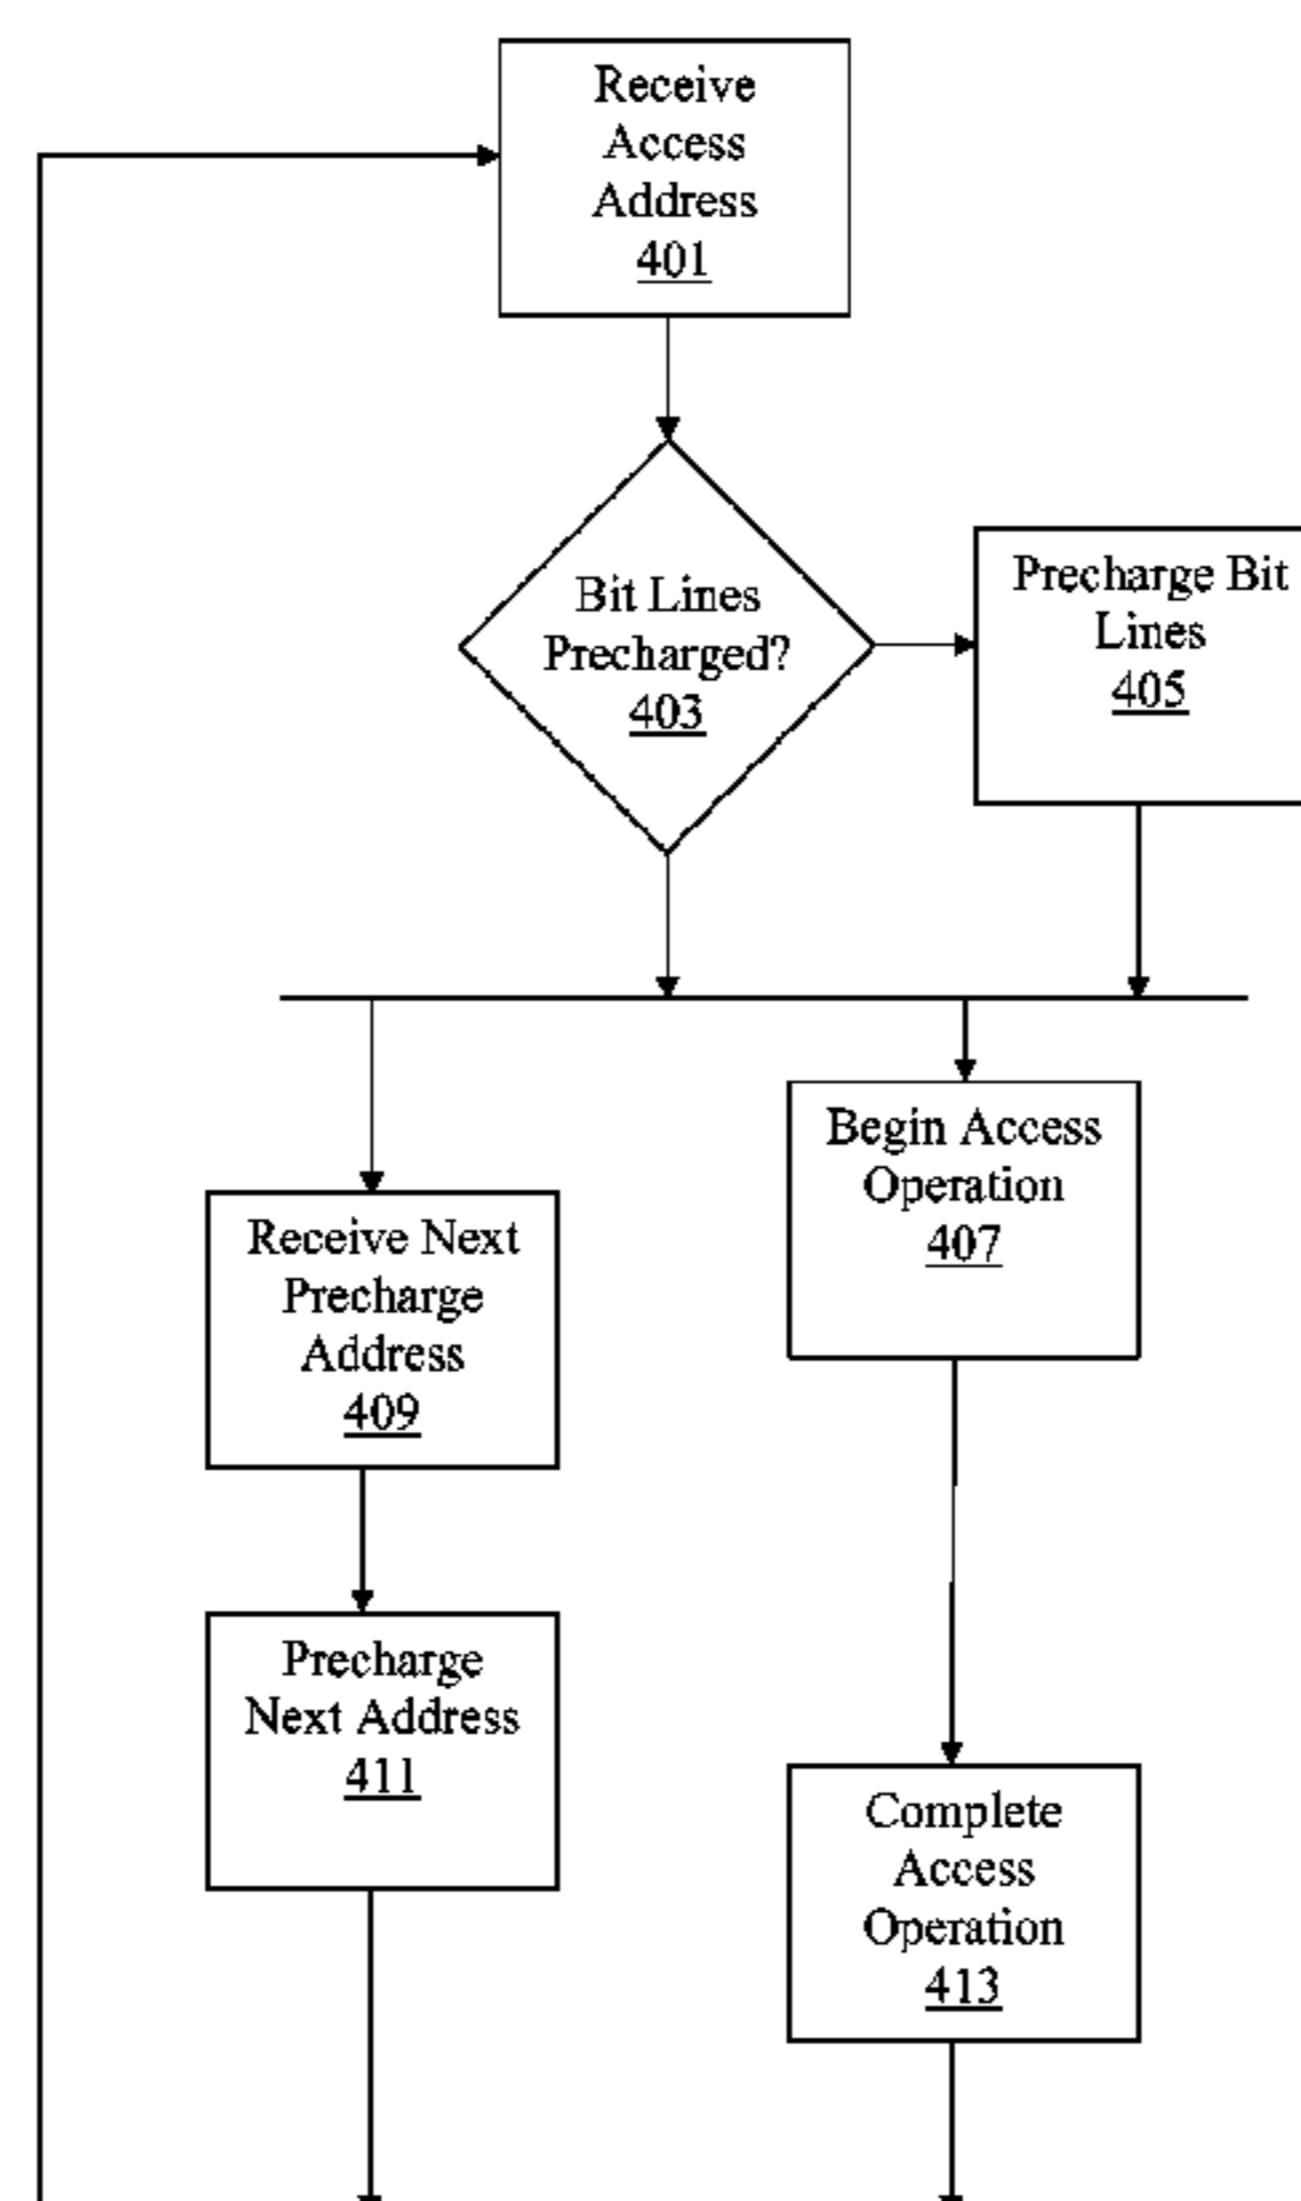 Receive
Access
Address
401
Bit Lines
Precharged?
403
Precharge Bit
Lines
405
Begin Access
Operation
407
Receive Next
Precharge
Address
409
Precharge
Next Address
411
Complete
Access
Operation
413